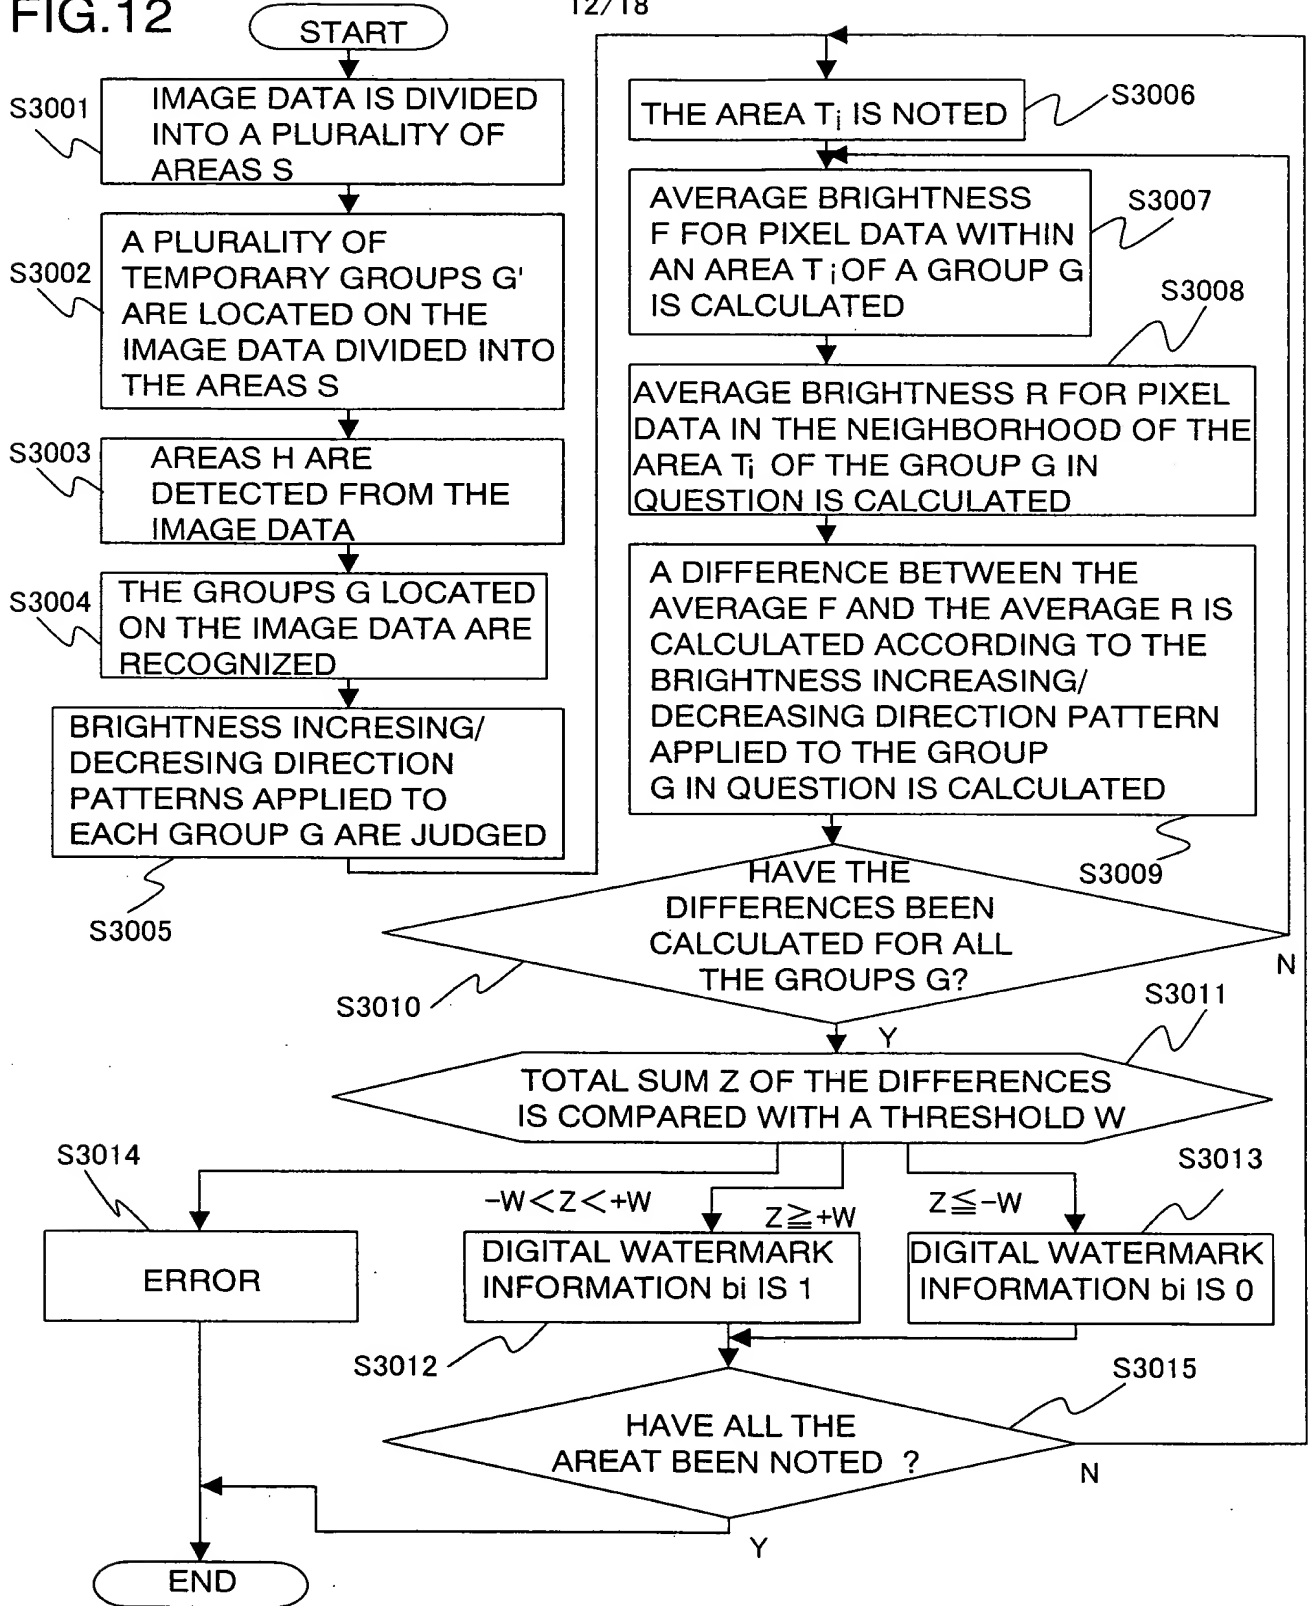 FIG.12
12/18
START
S3001
IMAGE DATA IS DIVIDED
INTO A PLURALITY OF
AREAS S
S3002
A PLURALITY OF
TEMPORARY GROUPS G'
ARE LOCATED ON THE
IMAGE DATA DIVIDED INTO
THE AREAS S
S3003
AREAS H ARE
DETECTED FROM THE
IMAGE DATA
S3004
THE GROUPS G LOCATED
ON THE IMAGE DATA ARE
RECOGNIZED
BRIGHTNESS INCRESING/
DECRESING DIRECTION
PATTERNS APPLIED TO
EACH GROUP G ARE JUDGED
S3005
THE AREA Ti IS NOTED
S3006
AVERAGE BRIGHTNESS
F FOR PIXEL DATA WITHIN
AN AREA Ti OF A GROUP G
IS CALCULATED
S3007
S3008
AVERAGE BRIGHTNESS R FOR PIXEL
DATA IN THE NEIGHBORHOOD OF THE
AREA Ti OF THE GROUP G IN
QUESTION IS CALCULATED
A DIFFERENCE BETWEEN THE
AVERAGE F AND THE AVERAGE R IS
CALCULATED ACCORDING TO THE
BRIGHTNESS INCREASING/
DECREASING DIRECTION PATTERN
APPLIED TO THE GROUP
G IN QUESTION IS CALCULATED
S3009
HAVE THE
DIFFERENCES BEEN
CALCULATED FOR ALL
THE GROUPS G?
N
S3010
Y
S3011
TOTAL SUM Z OF THE DIFFERENCES
IS COMPARED WITH A THRESHOLD W
S3014
-W<Z<+W
Z≧+W
Z≦-W
S3013
ERROR
DIGITAL WATERMARK
INFORMATION bi IS 1
DIGITAL WATERMARK
INFORMATION bi IS 0
S3012
S3015
HAVE ALL THE
AREAT BEEN NOTED ?
N
Y
END